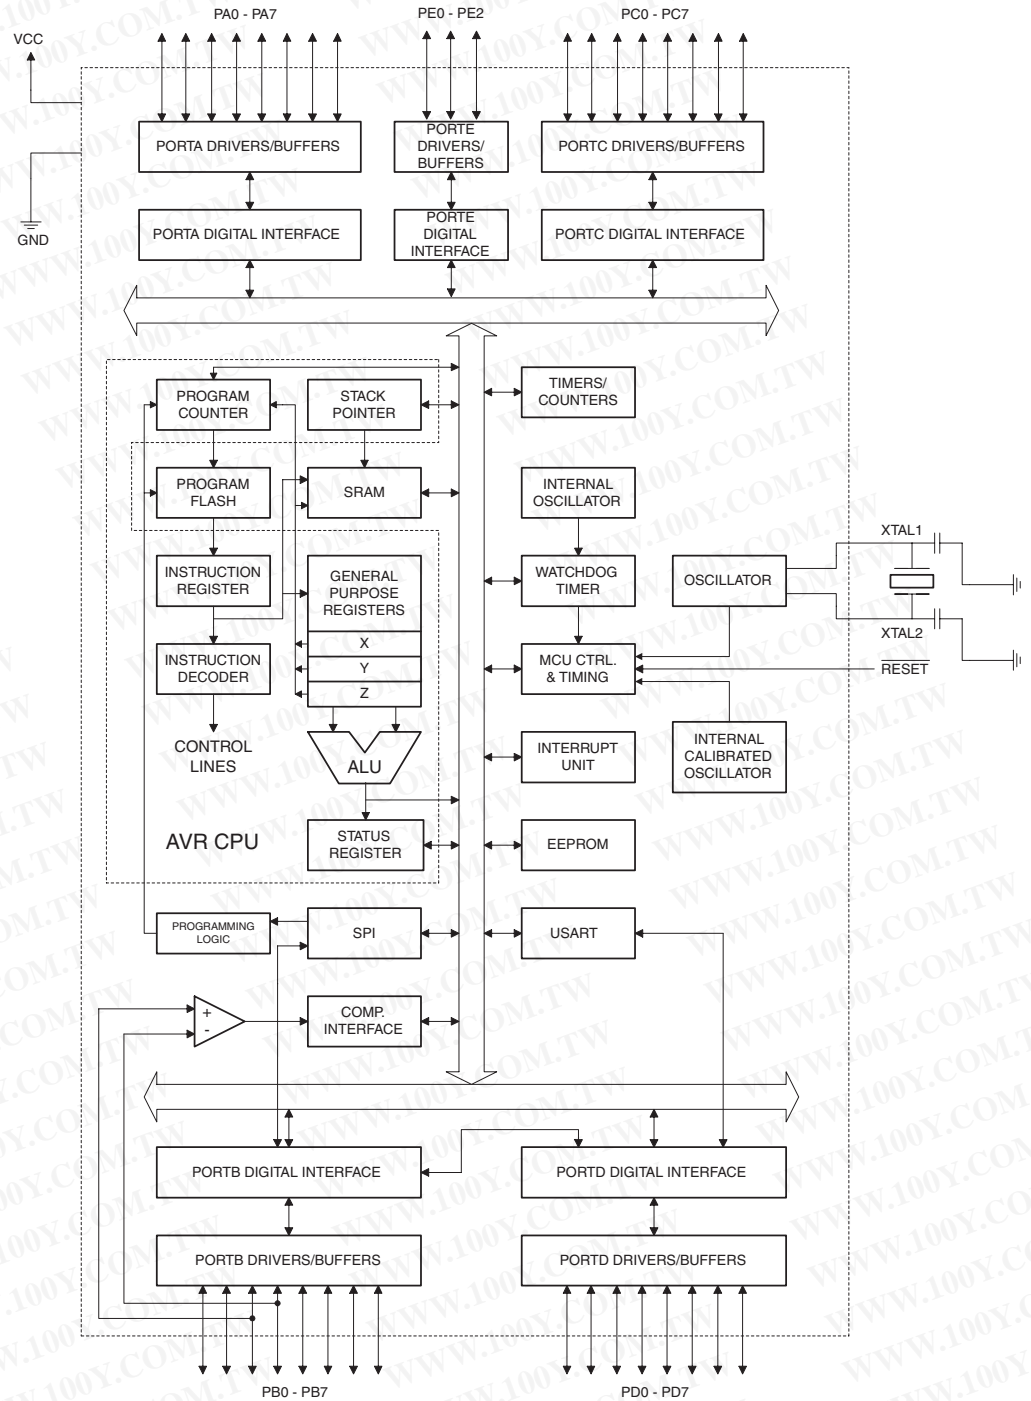 PA0 - PA7
PE0 - PE2
PC0 - PC7
VCC
PORTA DRIVERS/BUFFERS
PORTE
DRIVERS/
BUFFERS
PORTC DRIVERS/BUFFERS
GND
PORTA DIGITAL INTERFACE
PORTE
DIGITAL
INTERFACE
PORTC DIGITAL INTERFACE
PROGRAM
COUNTER
STACK
POINTER
TIMERS/
COUNTERS
PROGRAM
FLASH
SRAM
INTERNAL
OSCILLATOR
XTAL1
INSTRUCTION
REGISTER
GENERAL
PURPOSE
REGISTERS
WATCHDOG
TIMER
OSCILLATOR
XTAL2
X
Y
Z
INSTRUCTION
DECODER
MCU CTRL.
& TIMING
RESET
CONTROL
LINES
ALU
INTERRUPT
UNIT
INTERNAL
CALIBRATED
OSCILLATOR
AVR CPU
STATUS
REGISTER
EEPROM
PROGRAMMING
LOGIC
SPI
USART
+
-
COMP.
INTERFACE
PORTB DIGITAL INTERFACE
PORTD DIGITAL INTERFACE
PORTB DRIVERS/BUFFERS
PORTD DRIVERS/BUFFERS
PB0 - PB7
PD0 - PD7
WWW.100Y.COM.TW